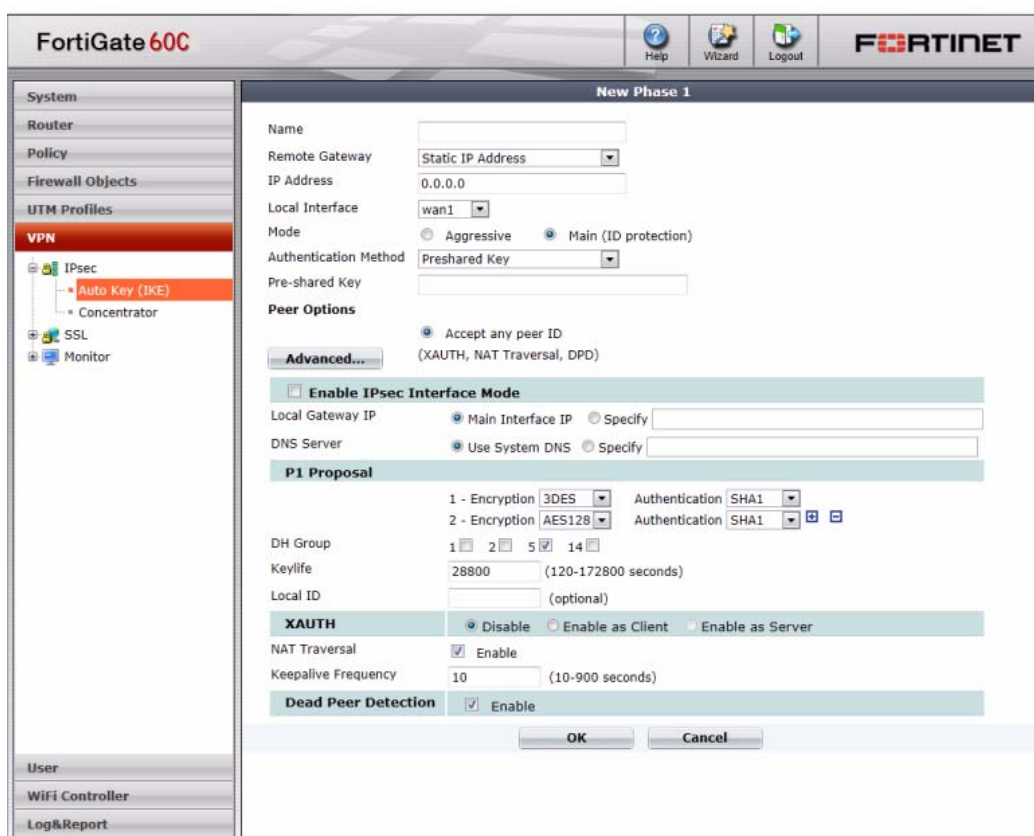 FortiGate 60C
Help
Wizard
Logout
FORTINET
System
Router
Policy
Firewall Objects
UTM Profiles
VPN
IPsec
Auto Key (IKE)
Concentrator
SSL
Monitor
User
WiFi Controller
Log&Report
New Phase 1
Name
Remote Gateway Static IP Address
IP Address 0.0.0.0
Local Interface wan1
Mode Aggressive Main (ID protection)
Authentication Method Preshared Key
Pre-shared Key
Peer Options
Accept any peer ID
Advanced... (XAUTH, NAT Traversal, DPD)
Enable IPsec Interface Mode
Local Gateway IP Main Interface IP Specify
DNS Server Use System DNS Specify
P1 Proposal
1 - Encryption 3DES Authentication SHA1
2 - Encryption AES128 Authentication SHA1
DH Group 1 2 5 14
Keylife 28800 (120-172800 seconds)
Local ID (optional)
XAUTH Disable Enable as Client Enable as Server
NAT Traversal Enable
Keepalive Frequency 10 (10-900 seconds)
Dead Peer Detection Enable
OK Cancel